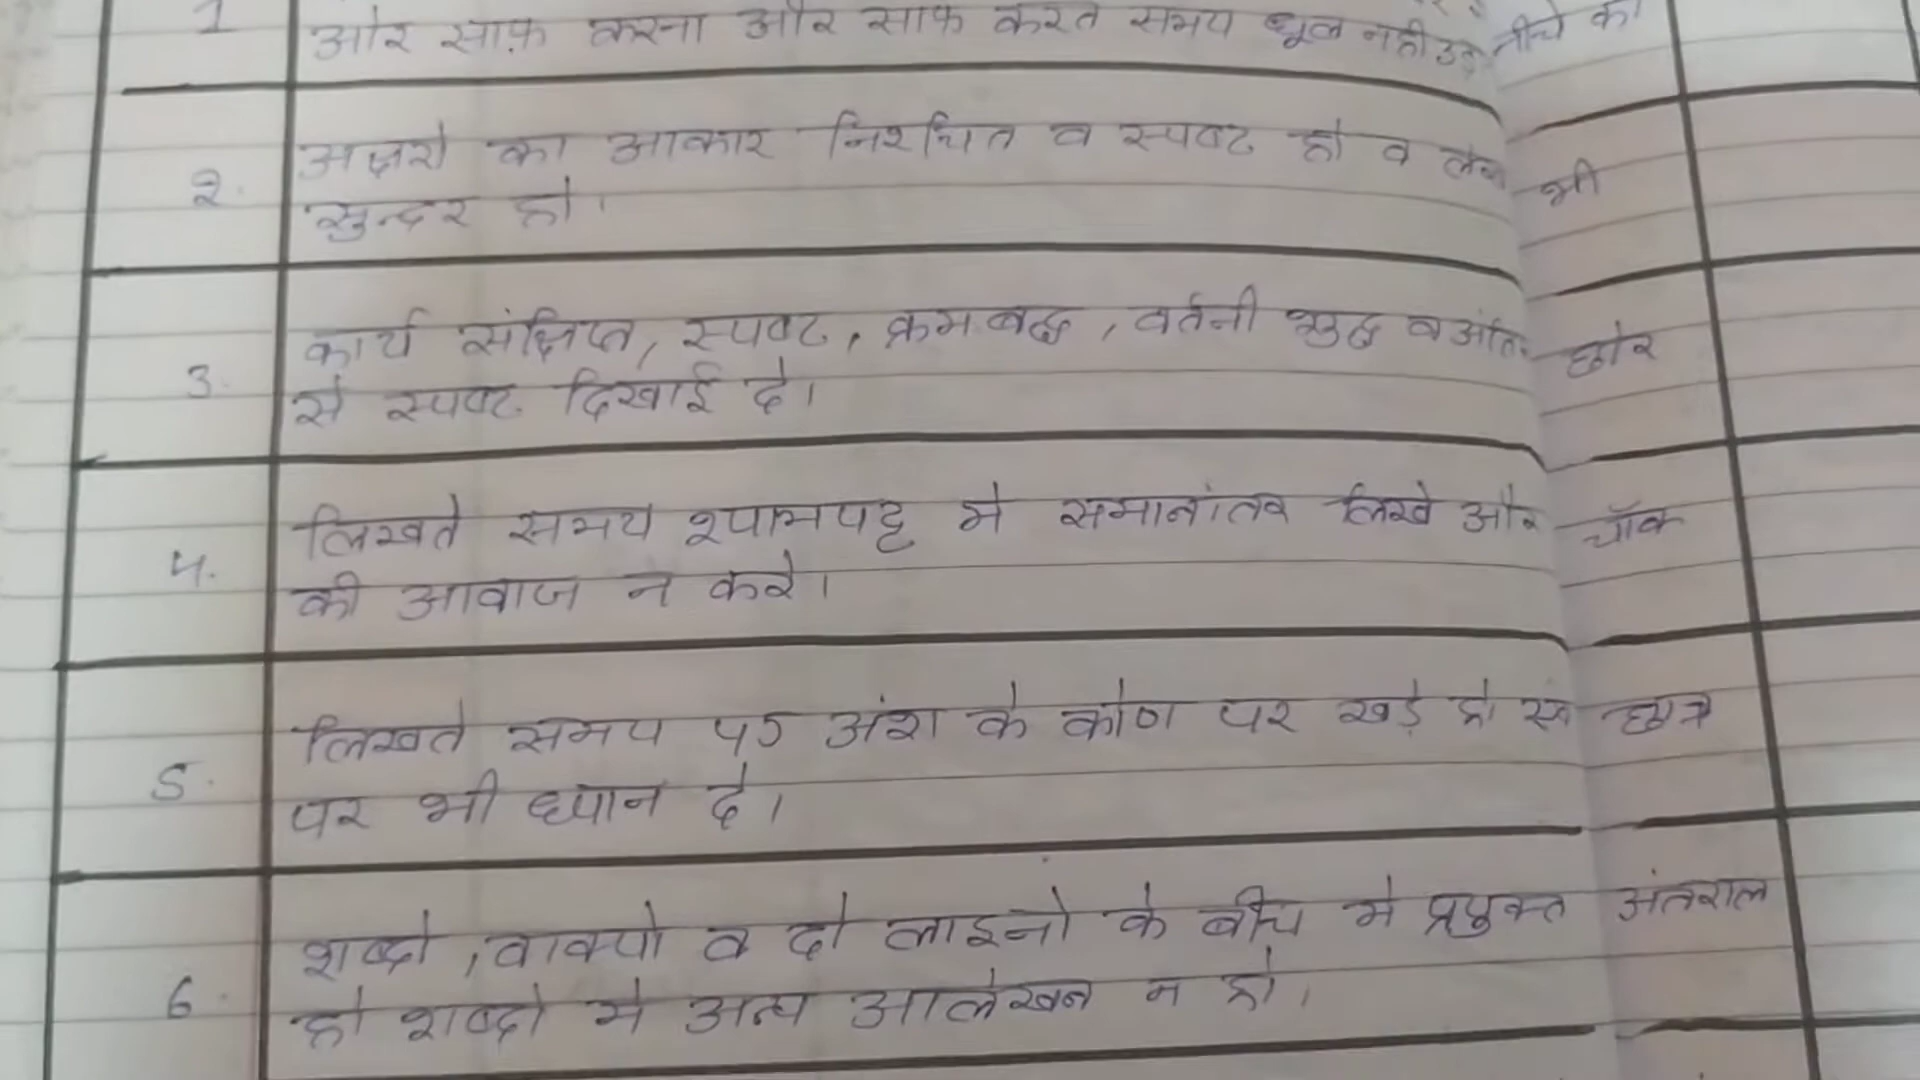 1 और साफ़ करना और साफ करते समय धूल नही उड़ नीचे की
2. अक्षरो का आकार निश्चित व स्पष्ट हो व लेख भी
सुन्दर हो।
3. कार्य संक्षिप्त, स्पष्ट, क्रमबद्ध, वर्तनी शुद्ध व छोर
से स्पष्ट दिखाई दे।
4. लिखते समय श्यामपट्ट मे समानांतर लिखे और चॉक
की आवाज न करे।
5. लिखते समय 45 अंश के कोण पर खड़े हो छात्र
पर भी ध्यान दे।
6. शब्दो, वाक्यो व दो लाइनो के बीच मे प्रयुक्त अंतराल
हो शब्दो मे अन्य आलेखन न हो।